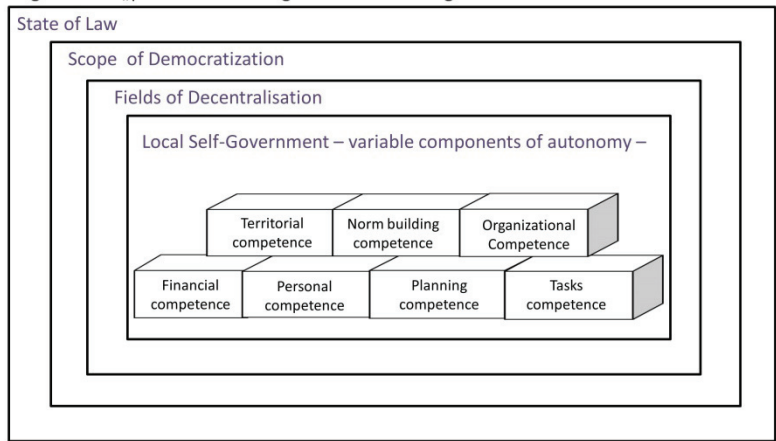 State of Law
Scope of Democratization
Fields of Decentralisation
Local Self-Government – variable components of autonomy –
Territorial competence
Norm building competence
Organizational Competence
Financial competence
Personal competence
Planning competence
Tasks competence